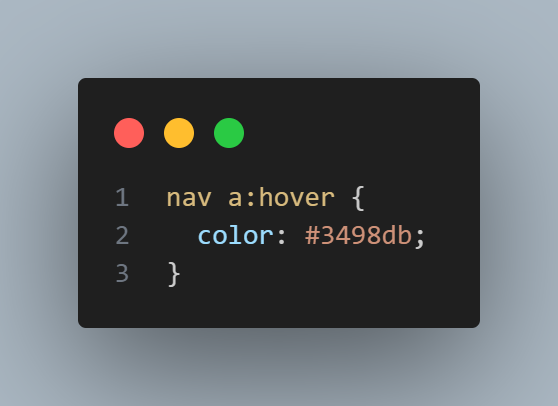 1 nav a:hover {
2   color: #3498db;
3 }